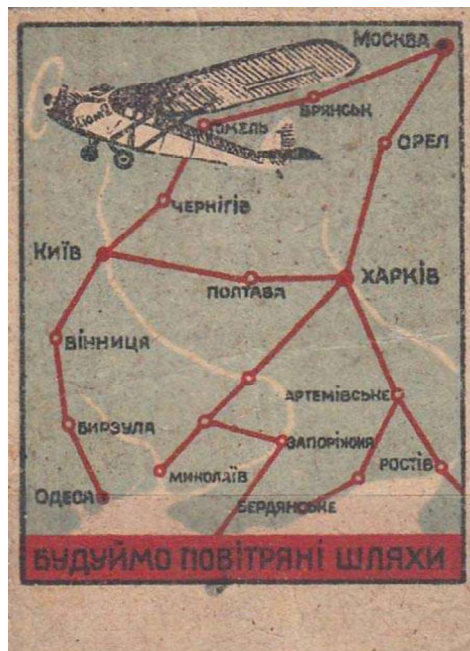 МОСКВА
БРЯНСЬК
ГОМЕЛЬ
ОРЕЛ
ЧЕРНІГІВ
КИЇВ
ПОЛТАВА
ХАРКІВ
ВІННИЦЯ
АРТЕМІВСЬКЕ
БИРЗУЛА
ЗАПОРІЖЖЯ
МИКОЛАЇВ
РОСТІВ
ОДЕСА
БЕРДЯНСЬКЕ
БУДУЙМО ПОВІТРЯНІ ШЛЯХИ